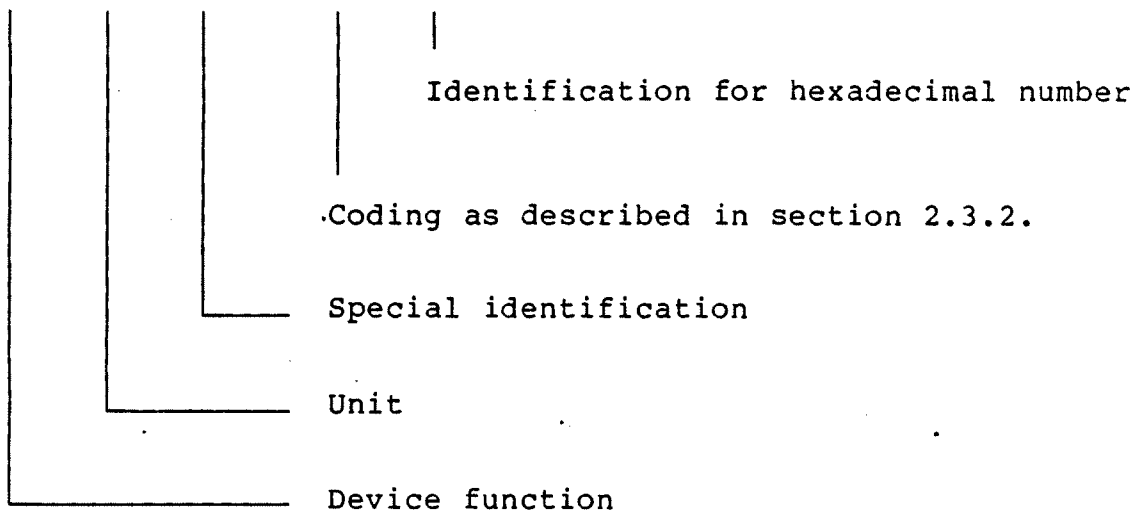 Identification for hexadecimal number
Coding as described in section 2.3.2.
Special identification
Unit
Device function